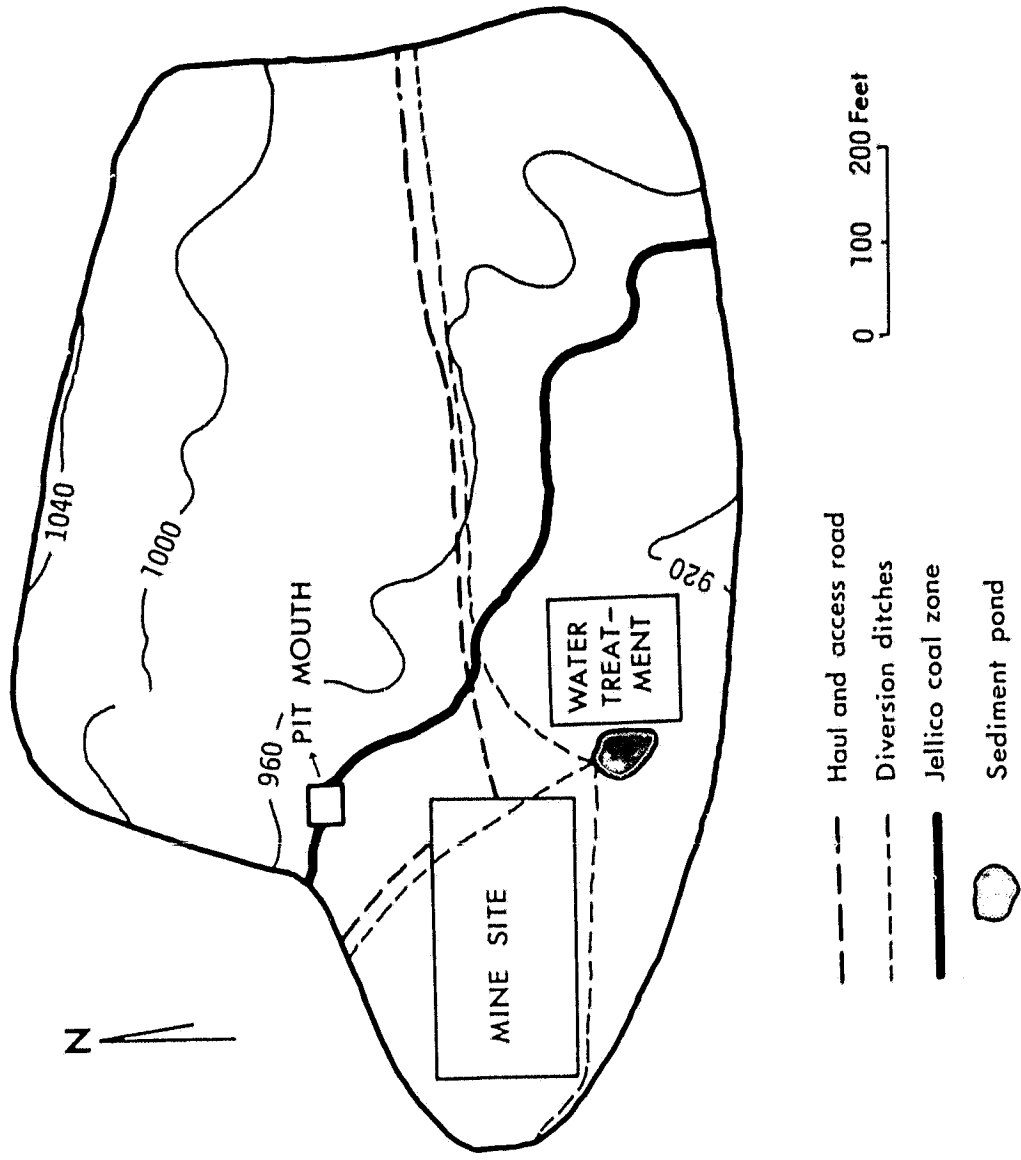 1040
1000
960
PIT MOUTH
920
WATER
TREAT-
MENT
MINE SITE
N
0 100 200 Feet
Haul and access road
Diversion ditches
Jellico coal zone
Sediment pond